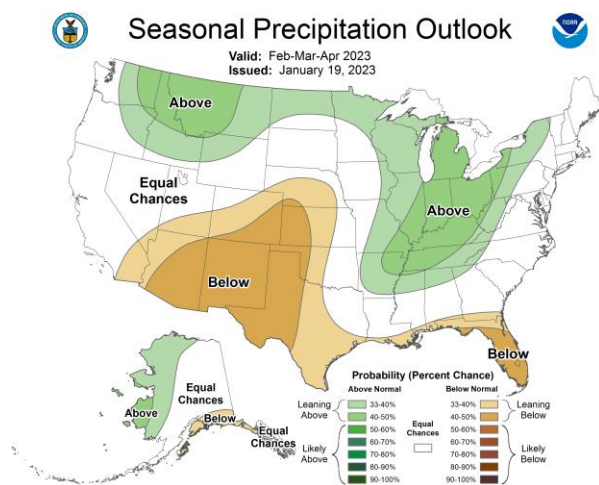 Seasonal Precipitation Outlook
NOAA
Valid: Feb-Mar-Apr 2023
Issued: January 19, 2023
Above
Equal
Chances
Above
Below
Below
Equal
Chances
Above
Below
Equal
Chances
Probability (Percent Chance)
Above Normal
Below Normal
Leaning
Above
33-40%
40-50%
Likely
Above
50-60%
60-70%
70-80%
80-90%
90-100%
Equal
Chances
33-40%
40-50%
Leaning
Below
50-60%
60-70%
70-80%
80-90%
90-100%
Likely
Below